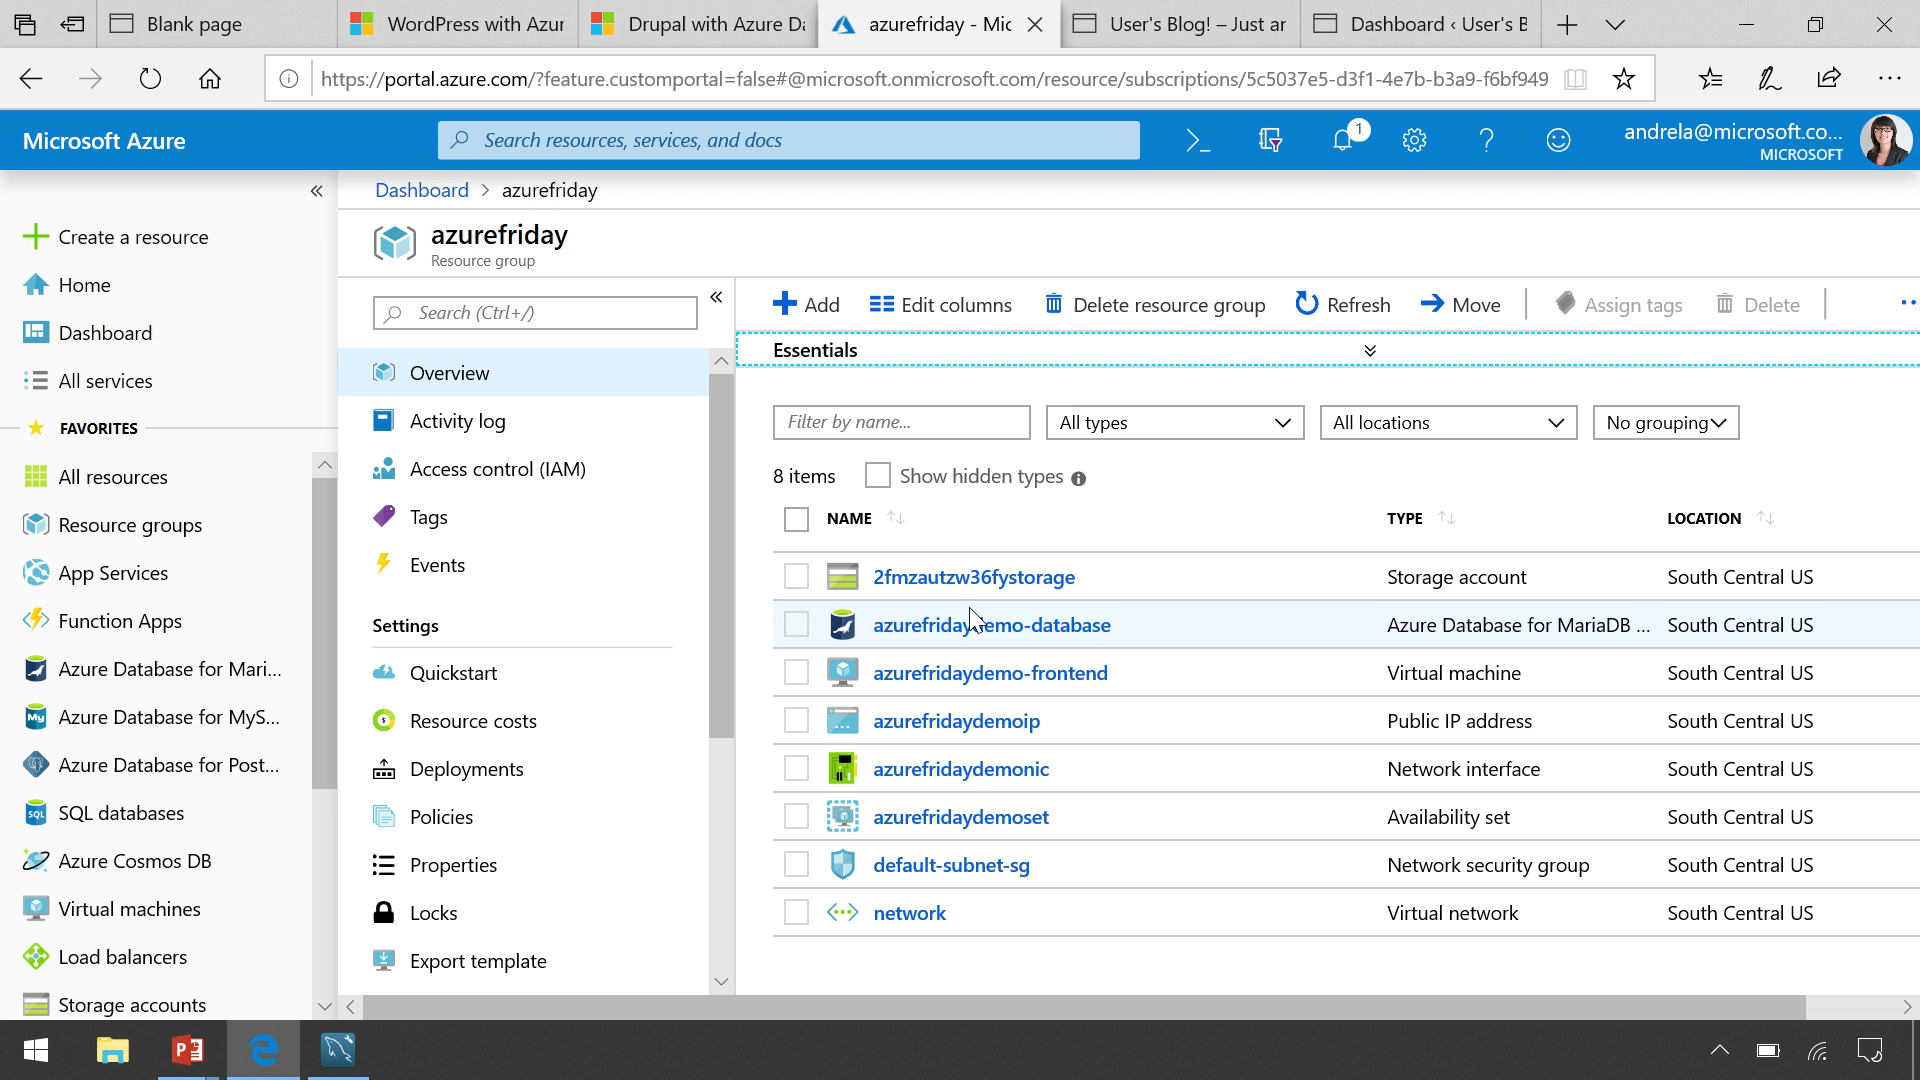 Blank page
WordPress with Azur
Drupal with Azure Da
azurefriday - Mic
User's Blog! – Just ar
Dashboard ‹ User's B
https://portal.azure.com/?feature.customportal=false#@microsoft.onmicrosoft.com/resource/subscriptions/5c5037e5-d3f1-4e7b-b3a9-f6bf949
Microsoft Azure
Search resources, services, and docs
1
andrela@microsoft.co...
MICROSOFT
Create a resource
Home
Dashboard
All services
FAVORITES
All resources
Resource groups
App Services
Function Apps
Azure Database for Mari...
Azure Database for MyS...
Azure Database for Post...
SQL databases
Azure Cosmos DB
Virtual machines
Load balancers
Storage accounts
Dashboard > azurefriday
azurefriday
Resource group
Search (Ctrl+/)
Overview
Activity log
Access control (IAM)
Tags
Events
Settings
Quickstart
Resource costs
Deployments
Policies
Properties
Locks
Export template
Add Edit columns Delete resource group Refresh Move Assign tags Delete
Essentials
Filter by name... All types All locations No grouping
8 items Show hidden types
NAME TYPE LOCATION
2fmzautzw36fystorage Storage account South Central US
azurefridaydemo-database Azure Database for MariaDB ... South Central US
azurefridaydemo-frontend Virtual machine South Central US
azurefridaydemoip Public IP address South Central US
azurefridaydemonic Network interface South Central US
azurefridaydemoset Availability set South Central US
default-subnet-sg Network security group South Central US
network Virtual network South Central US